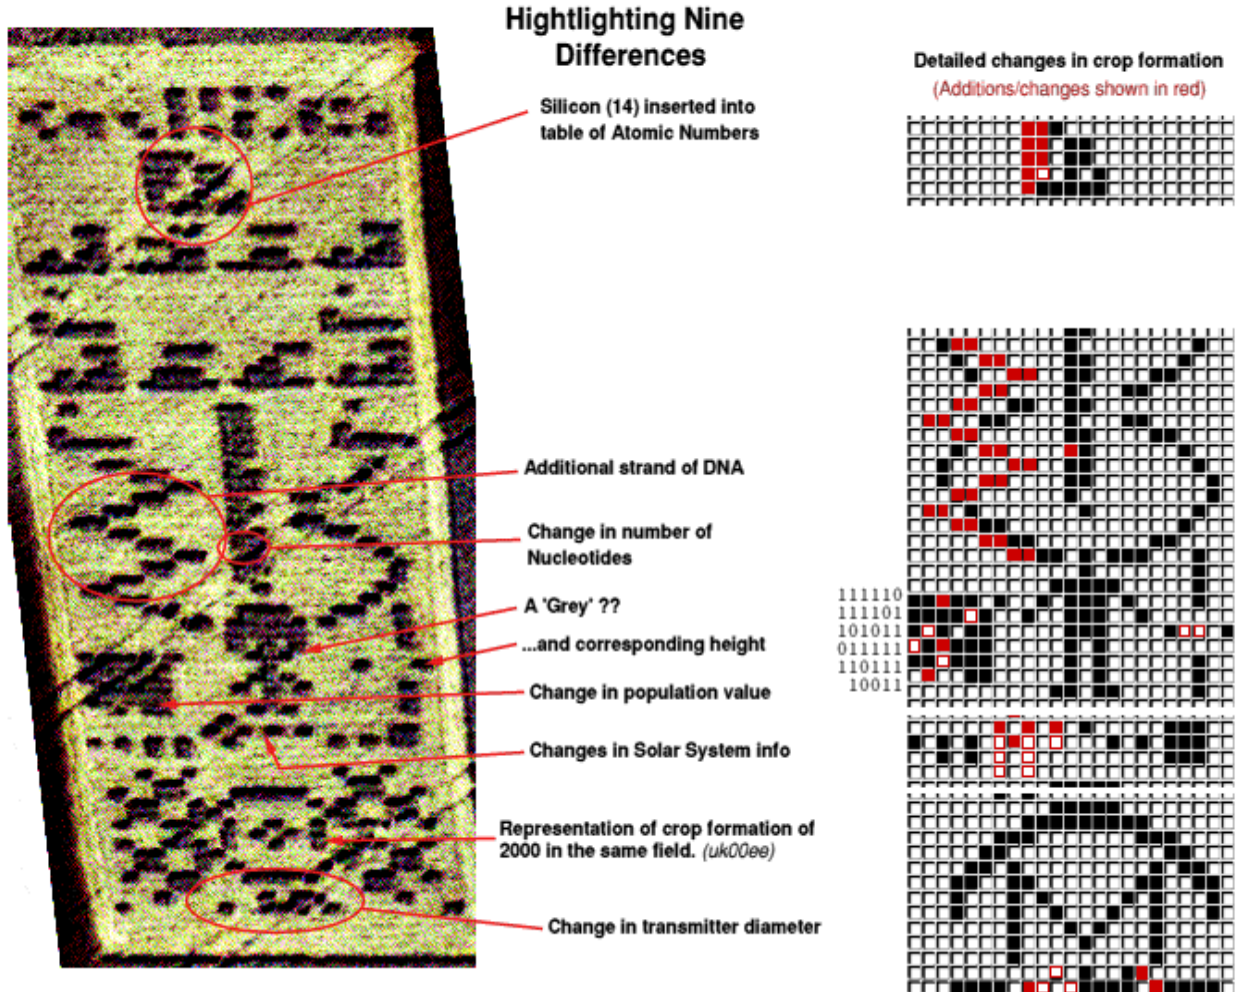 Hightlighting Nine
Differences
Silicon (14) inserted into
table of Atomic Numbers
Additional strand of DNA
Change in number of
Nucleotides
A 'Grey' ??
...and corresponding height
Change in population value
Changes in Solar System info
Representation of crop formation of
2000 in the same field. (uk00ee)
Change in transmitter diameter
Detailed changes in crop formation
(Additions/changes shown in red)
111110
111101
101011
011111
110111
10011